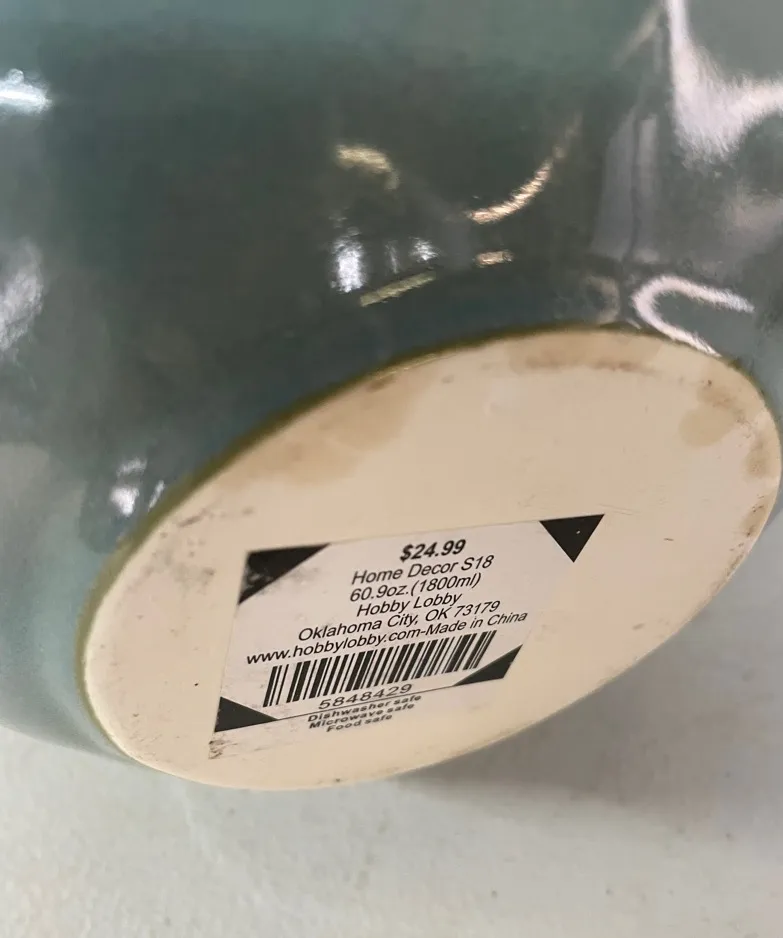 $24.99
Home Decor S18
60.9oz.(1800ml)
Hobby Lobby
Oklahoma City, OK 73179
www.hobbylobby.com-Made in China
5848429
Dishwasher safe
Microwave safe
Food safe